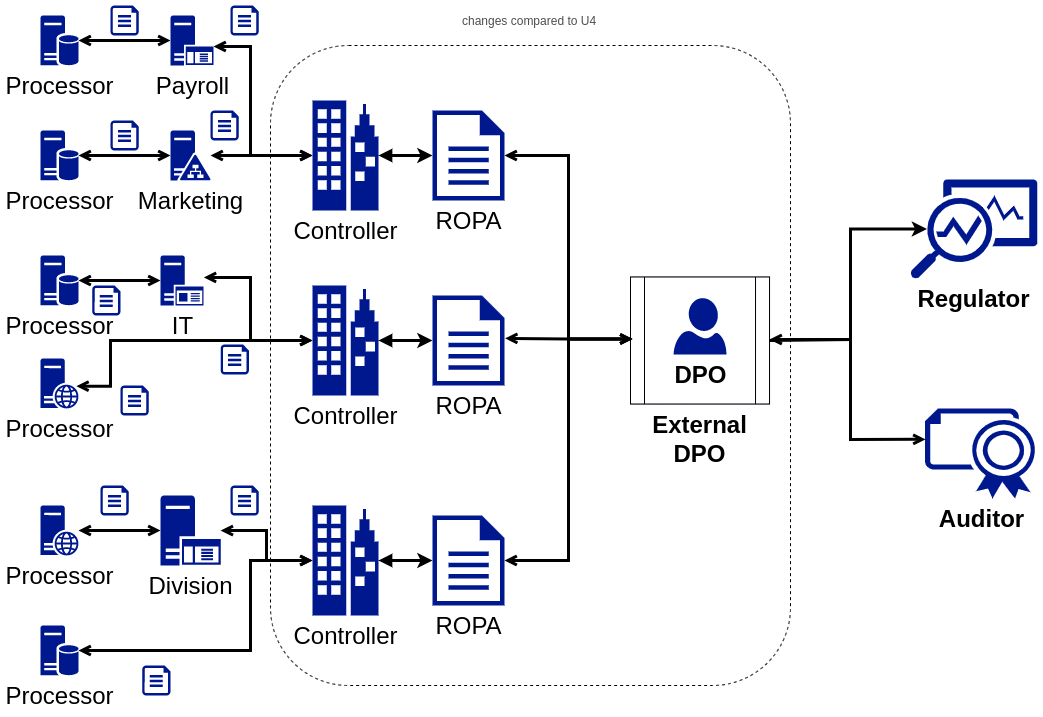 changes compared to U4
Processor
Payroll
Processor
Marketing
Controller
ROPA
Processor
IT
Processor
Controller
ROPA
DPO
External
DPO
Regulator
Auditor
Processor
Division
Processor
Controller
ROPA